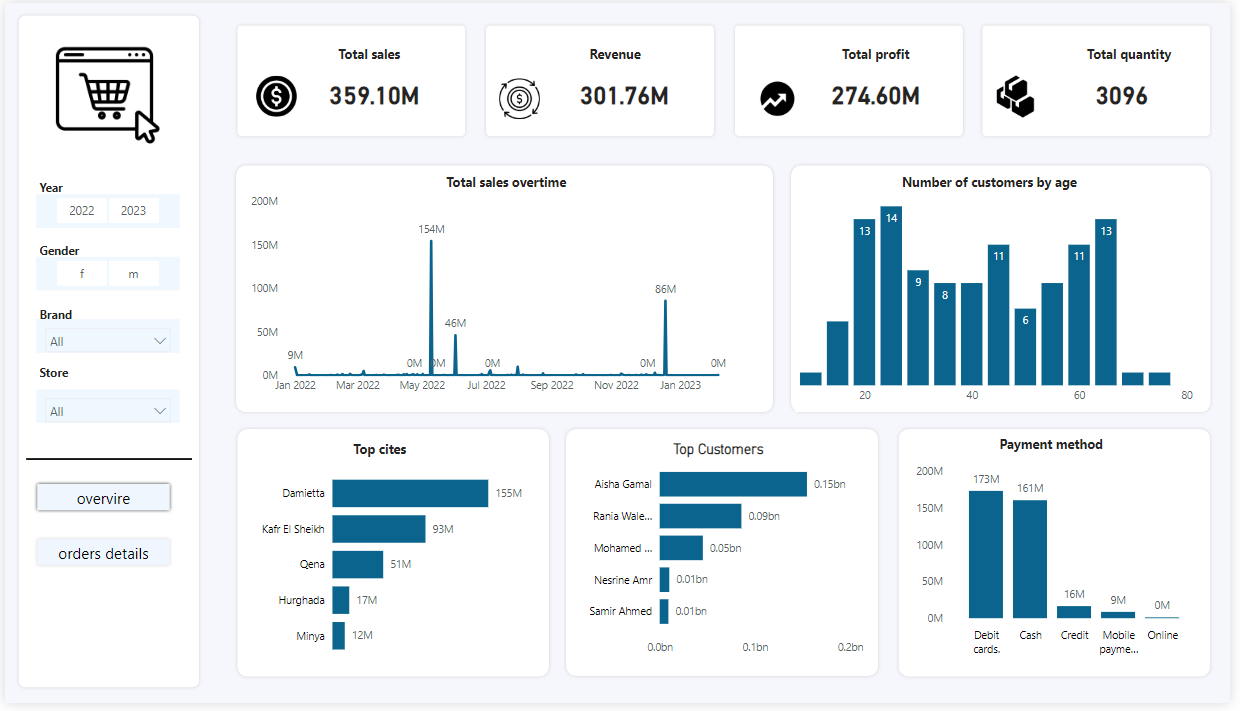 Total sales
359.10M
Revenue
301.76M
Total profit
274.60M
Total quantity
3096
Year
2022 2023
Gender
f m
Brand
All
Store
All
overvire
orders details
Total sales overtime
200M
150M
100M
50M
0M
9M
0M
154M
0M
46M
0M
0M
86M
0M
Jan 2022 Mar 2022 May 2022 Jul 2022 Sep 2022 Nov 2022 Jan 2023
Number of customers by age
13 14 9 8 11 6 11 13
20 40 60 80
Top cites
Damietta 155M
Kafr El Sheikh 93M
Qena 51M
Hurghada 17M
Minya 12M
Top Customers
Aisha Gamal 0.15bn
Rania Wale... 0.09bn
Mohamed ... 0.05bn
Nesrine Amr 0.01bn
Samir Ahmed 0.01bn
0.0bn 0.1bn 0.2bn
Payment method
200M
150M
100M
50M
0M
173M 161M 16M 9M 0M
Debit
cards.
Cash
Credit
Mobile
payme...
Online